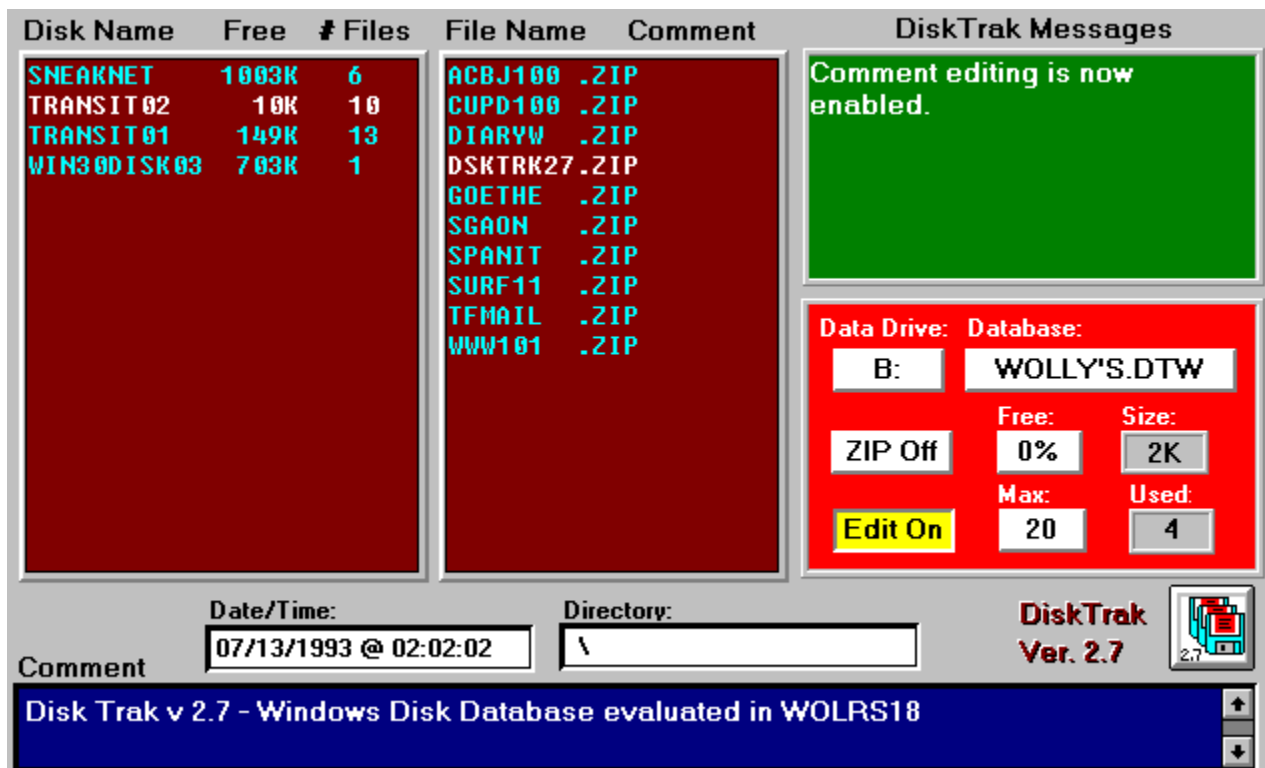 Disk Name Free # Files
SNEAKNET 1003K 6
TRANSIT02 10K 10
TRANSIT01 149K 13
WIN30DISK03 703K 1
File Name Comment
ACBJ100 .ZIP
CUPD100 .ZIP
DIARYW .ZIP
DSKTRK27.ZIP
GOETHE .ZIP
SGAON .ZIP
SPANIT .ZIP
SURF11 .ZIP
TFMAIL .ZIP
WWW101 .ZIP
DiskTrak Messages
Comment editing is now
enabled.
Data Drive: Database:
B: WOLLY'S.DTW
Free: Size:
ZIP Off 0% 2K
Max: Used:
Edit On 20 4
Date/Time: Directory:
07/13/1993 @ 02:02:02 \
DiskTrak
Ver. 2.7
2.7
Comment
Disk Trak v 2.7 - Windows Disk Database evaluated in WOLRS18